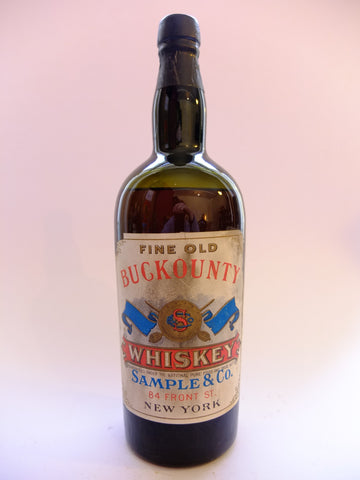 FINE OLD
BUCKOUNTY
WHISKEY
SAMPLE & CO.
84 FRONT ST.
NEW YORK